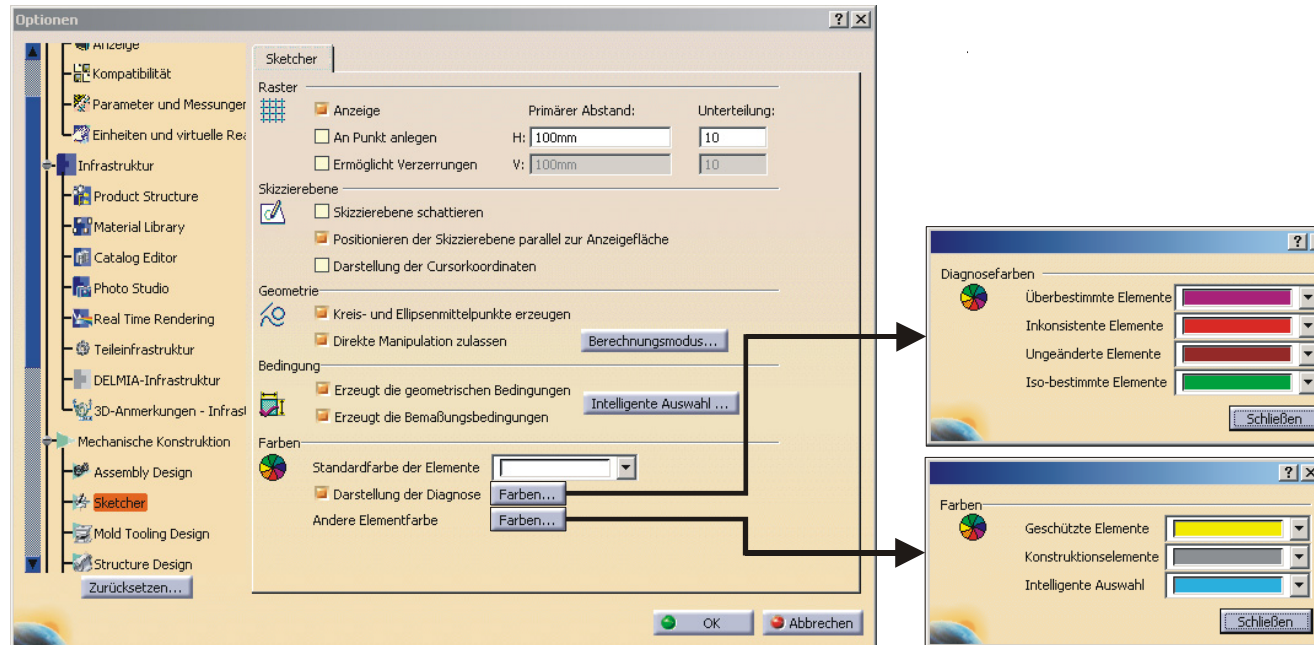 Optionen
Anzeige
Kompatibilität
Parameter und Messungen
Einheiten und virtuelle Rea
Infrastruktur
Product Structure
Material Library
Catalog Editor
Photo Studio
Real Time Rendering
Teileinfrastruktur
DELMIA-Infrastruktur
3D-Anmerkungen - Infrast
Mechanische Konstruktion
Assembly Design
Sketcher
Mold Tooling Design
Structure Design
Zurücksetzen...
Sketcher
Raster
Anzeige Primärer Abstand: Unterteilung:
An Punkt anlegen H: 100mm 10
Ermöglicht Verzerrungen V: 100mm 10
Skizzierebene
Skizzierebene schattieren
Positionieren der Skizzierebene parallel zur Anzeigefläche
Darstellung der Cursorkoordinaten
Geometrie
Kreis- und Ellipsenmittelpunkte erzeugen
Direkte Manipulation zulassen Berechnungsmodus...
Bedingung
Erzeugt die geometrischen Bedingungen
Intelligente Auswahl ...
Erzeugt die Bemaßungsbedingungen
Farben
Standardfarbe der Elemente
Darstellung der Diagnose Farben...
Andere Elementfarbe Farben...
OK Abbrechen
Diagnosefarben
Überbestimmte Elemente
Inkonsistente Elemente
Ungeänderte Elemente
Iso-bestimmte Elemente
Schließen
Farben
Geschützte Elemente
Konstruktionselemente
Intelligente Auswahl
Schließen